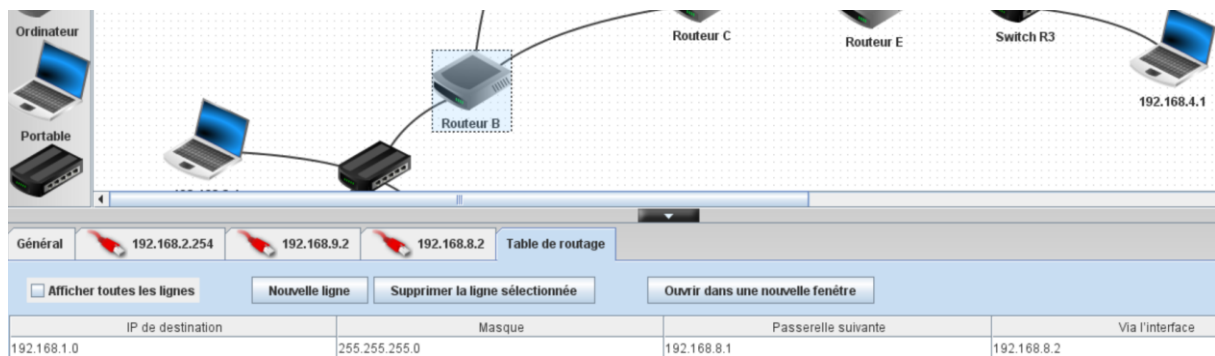 Ordinateur
Portable
Routeur B
Routeur C
Routeur E
Switch R3
192.168.4.1
Général
192.168.2.254
192.168.9.2
192.168.8.2
Table de routage
Afficher toutes les lignes
Nouvelle ligne
Supprimer la ligne sélectionnée
Ouvrir dans une nouvelle fenêtre
IP de destination
Masque
Passerelle suivante
Via l'interface
192.168.1.0
255.255.255.0
192.168.8.1
192.168.8.2